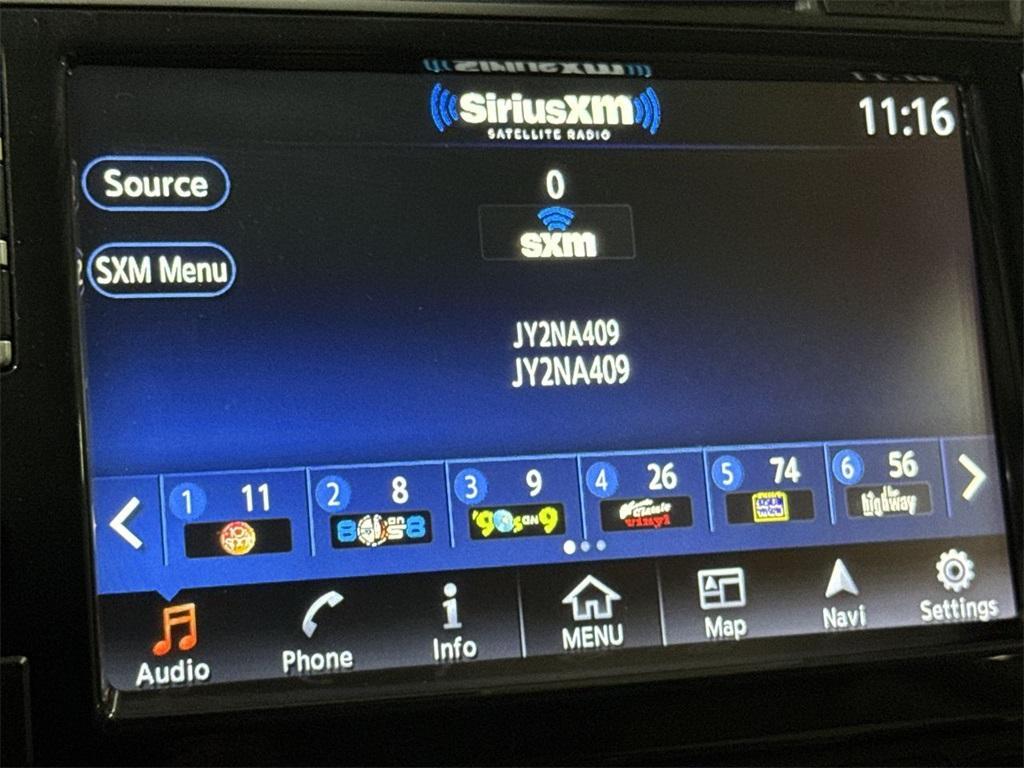 SiriusXM
SATELLITE RADIO
11:16
Source
0
sxm
SXM Menu
JY2NA409
JY2NA409
1 11
2 8
3 9
4 26
5 74
6 56
80s on 8
'90s on 9
Classic
vinyl
the
highway
Audio
Phone
Info
MENU
Map
Navi
Settings